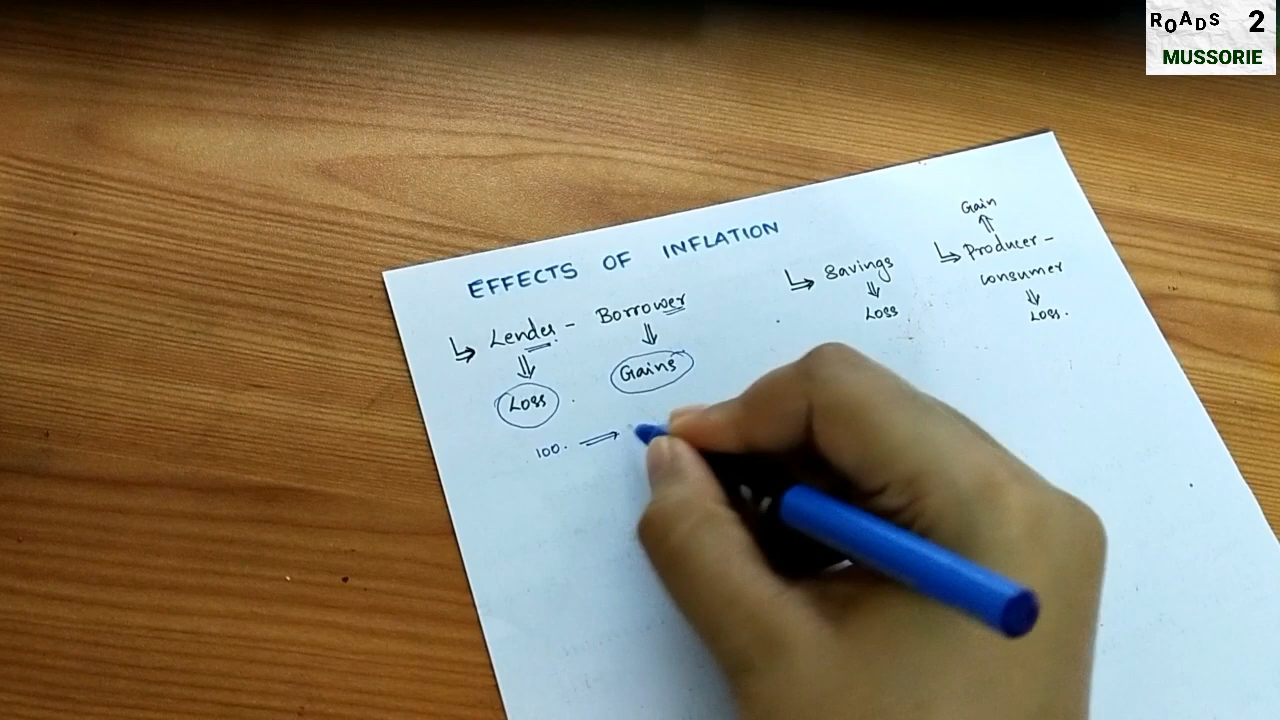 ROADS 2
MUSSORIE
EFFECTS OF INFLATION
Lender - Borrower
Loss
Gains
100.
Savings
Loss
Gain
Producer -
consumer
Loss.